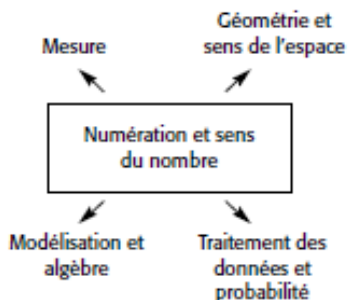 Mesure
Géométrie et
sens de l'espace
Numération et sens
du nombre
Modélisation et
algèbre
Traitement des
données et
probabilité